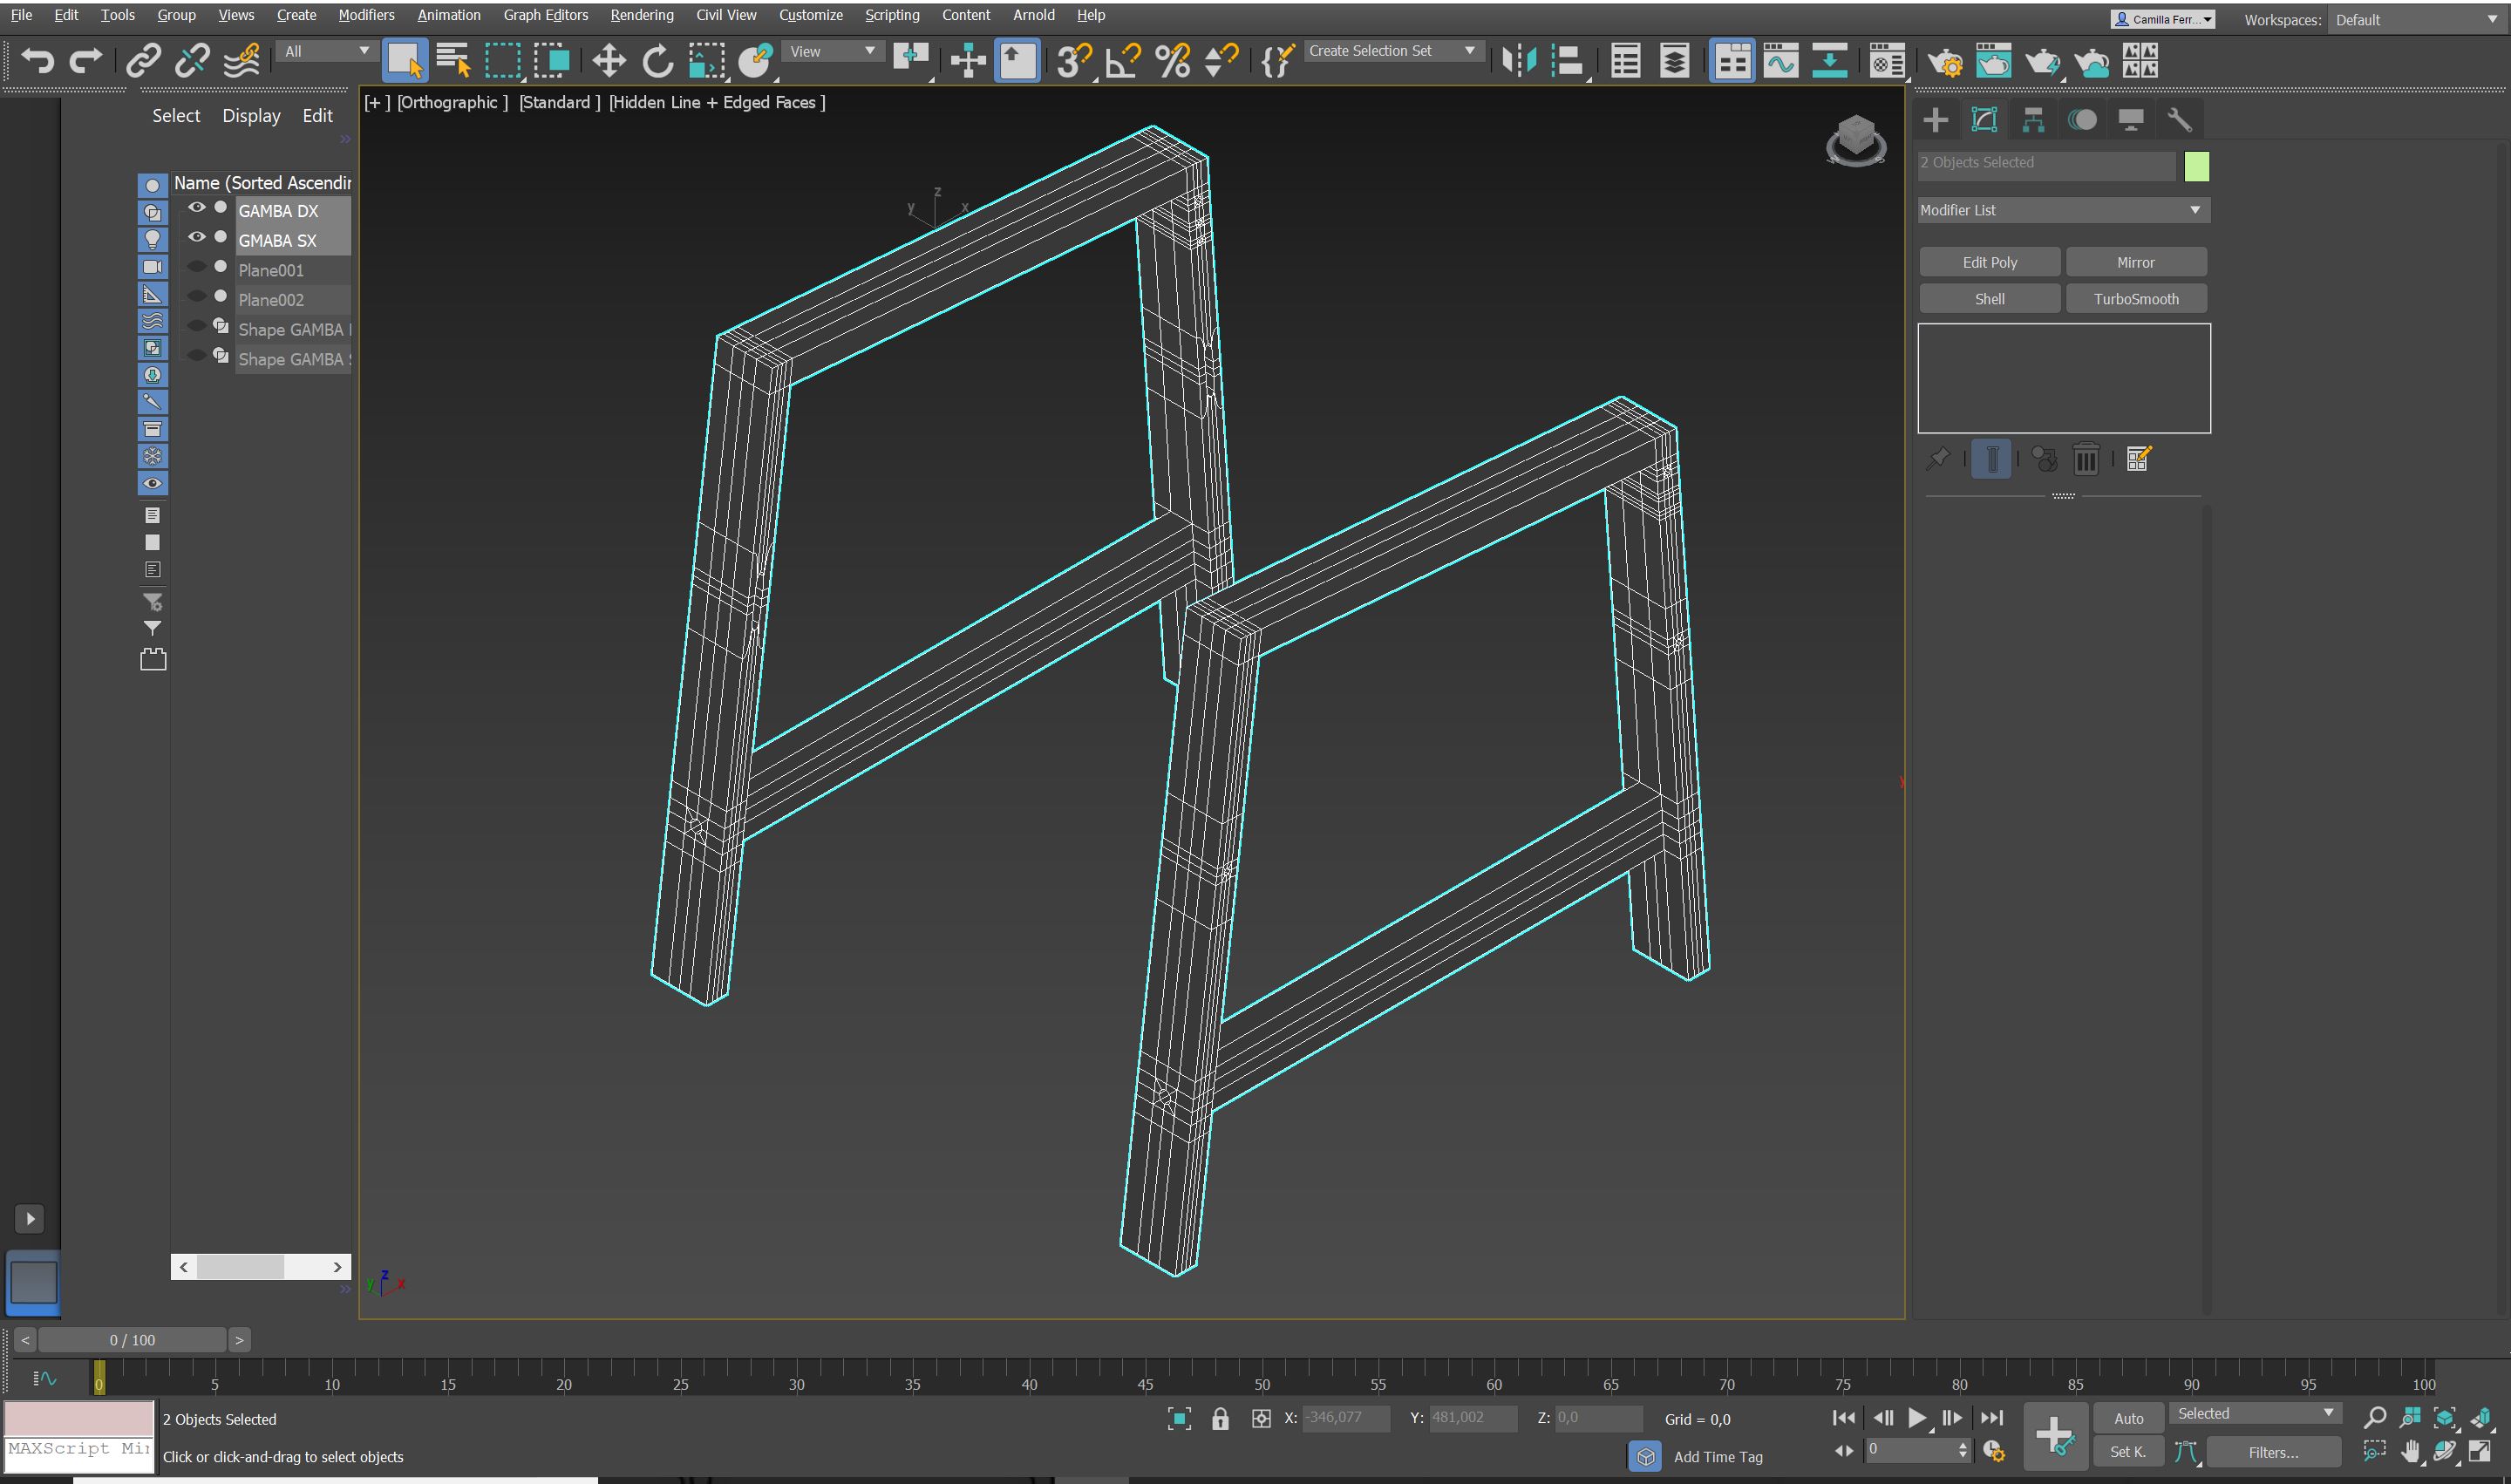 File Edit Tools Group Views Create Modifiers Animation Graph Editors Rendering Civil View Customize Scripting Content Arnold Help
Camilla Ferr... Workspaces: Default
All View Create Selection Set
[+ ] [Orthographic ] [Standard ] [Hidden Line + Edged Faces ]
Select Display Edit
Name (Sorted Ascendin
GAMBA DX
GMABA SX
Plane001
Plane002
Shape GAMBA
Shape GAMBA
z
y x
2 Objects Selected
Modifier List
Edit Poly Mirror
Shell TurboSmooth
y
z
y x
< 0 / 100 >
0 5 10 15 20 25 30 35 40 45 50 55 60 65 70 75 80 85 90 95 100
2 Objects Selected X: -346,077 Y: 481,002 Z: 0,0 Grid = 0,0 Auto Selected
MAXScript Mi
Click or click-and-drag to select objects Add Time Tag 0 Set K. Filters...